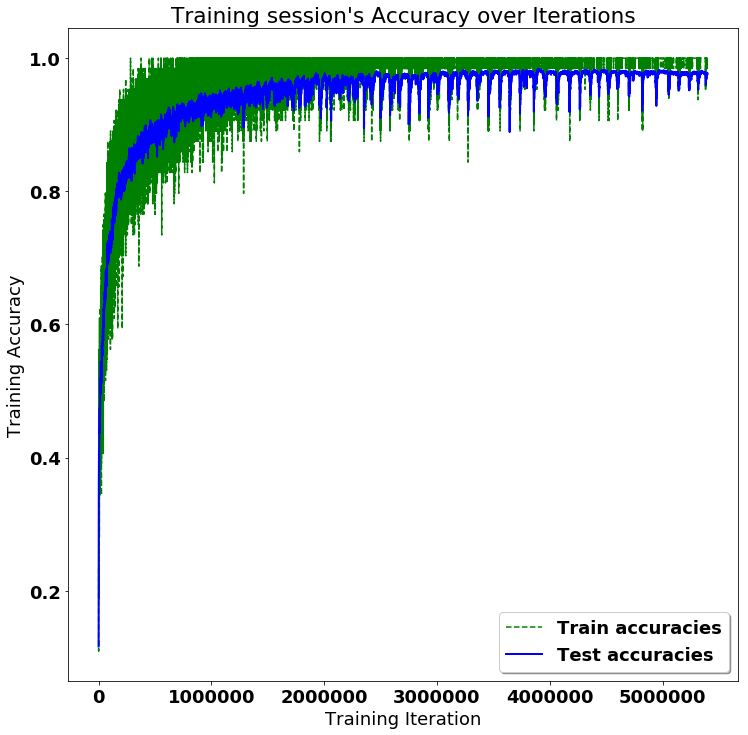 Training session's Accuracy over Iterations
1.0
0.8
0.6
0.4
0.2
Training Accuracy
0 1000000 2000000 3000000 4000000 5000000
Training Iteration
Train accuracies
Test accuracies